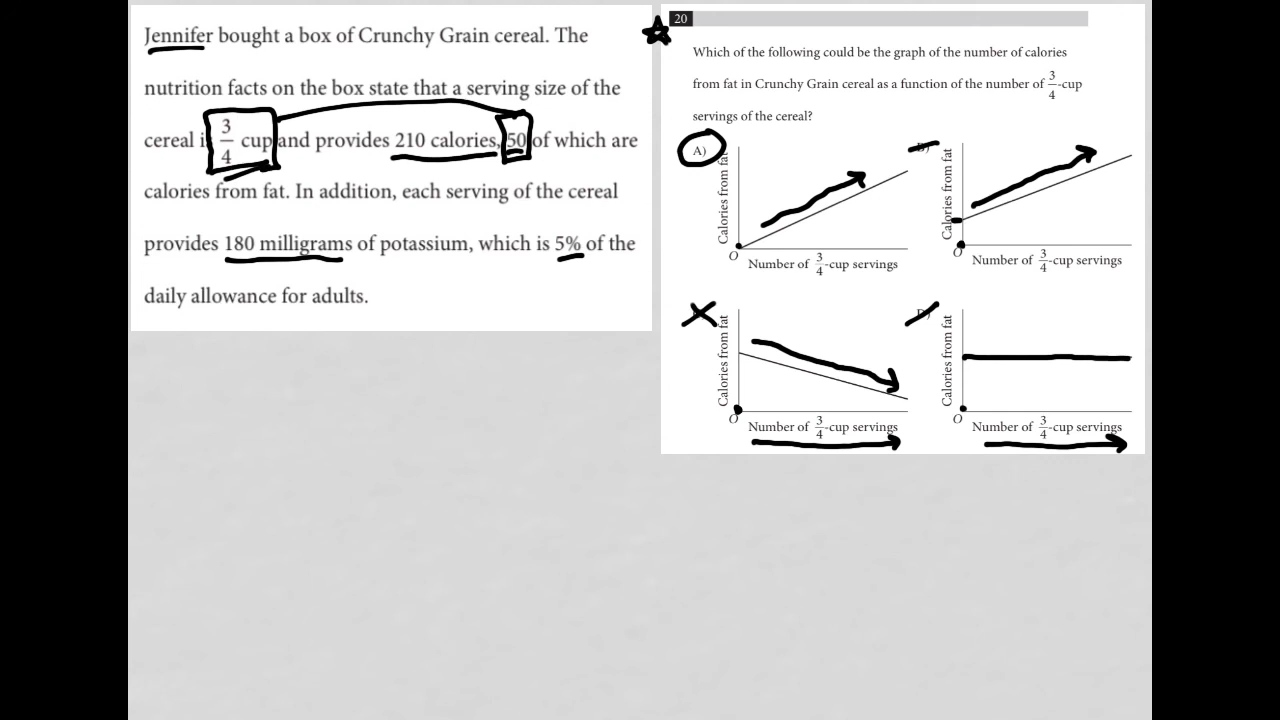 Jennifer bought a box of Crunchy Grain cereal. The
nutrition facts on the box state that a serving size of the
cereal i 3/4 cup and provides 210 calories, 50 of which are
calories from fat. In addition, each serving of the cereal
provides 180 milligrams of potassium, which is 5% of the
daily allowance for adults.
20
Which of the following could be the graph of the number of calories
from fat in Crunchy Grain cereal as a function of the number of 3/4-cup
servings of the cereal?
A)
Calories from fat
O
Number of 3/4-cup servings
B)
Calories from fat
O
Number of 3/4-cup servings
Calories from fat
O
Number of 3/4-cup servings
D)
Calories from fat
O
Number of 3/4-cup servings